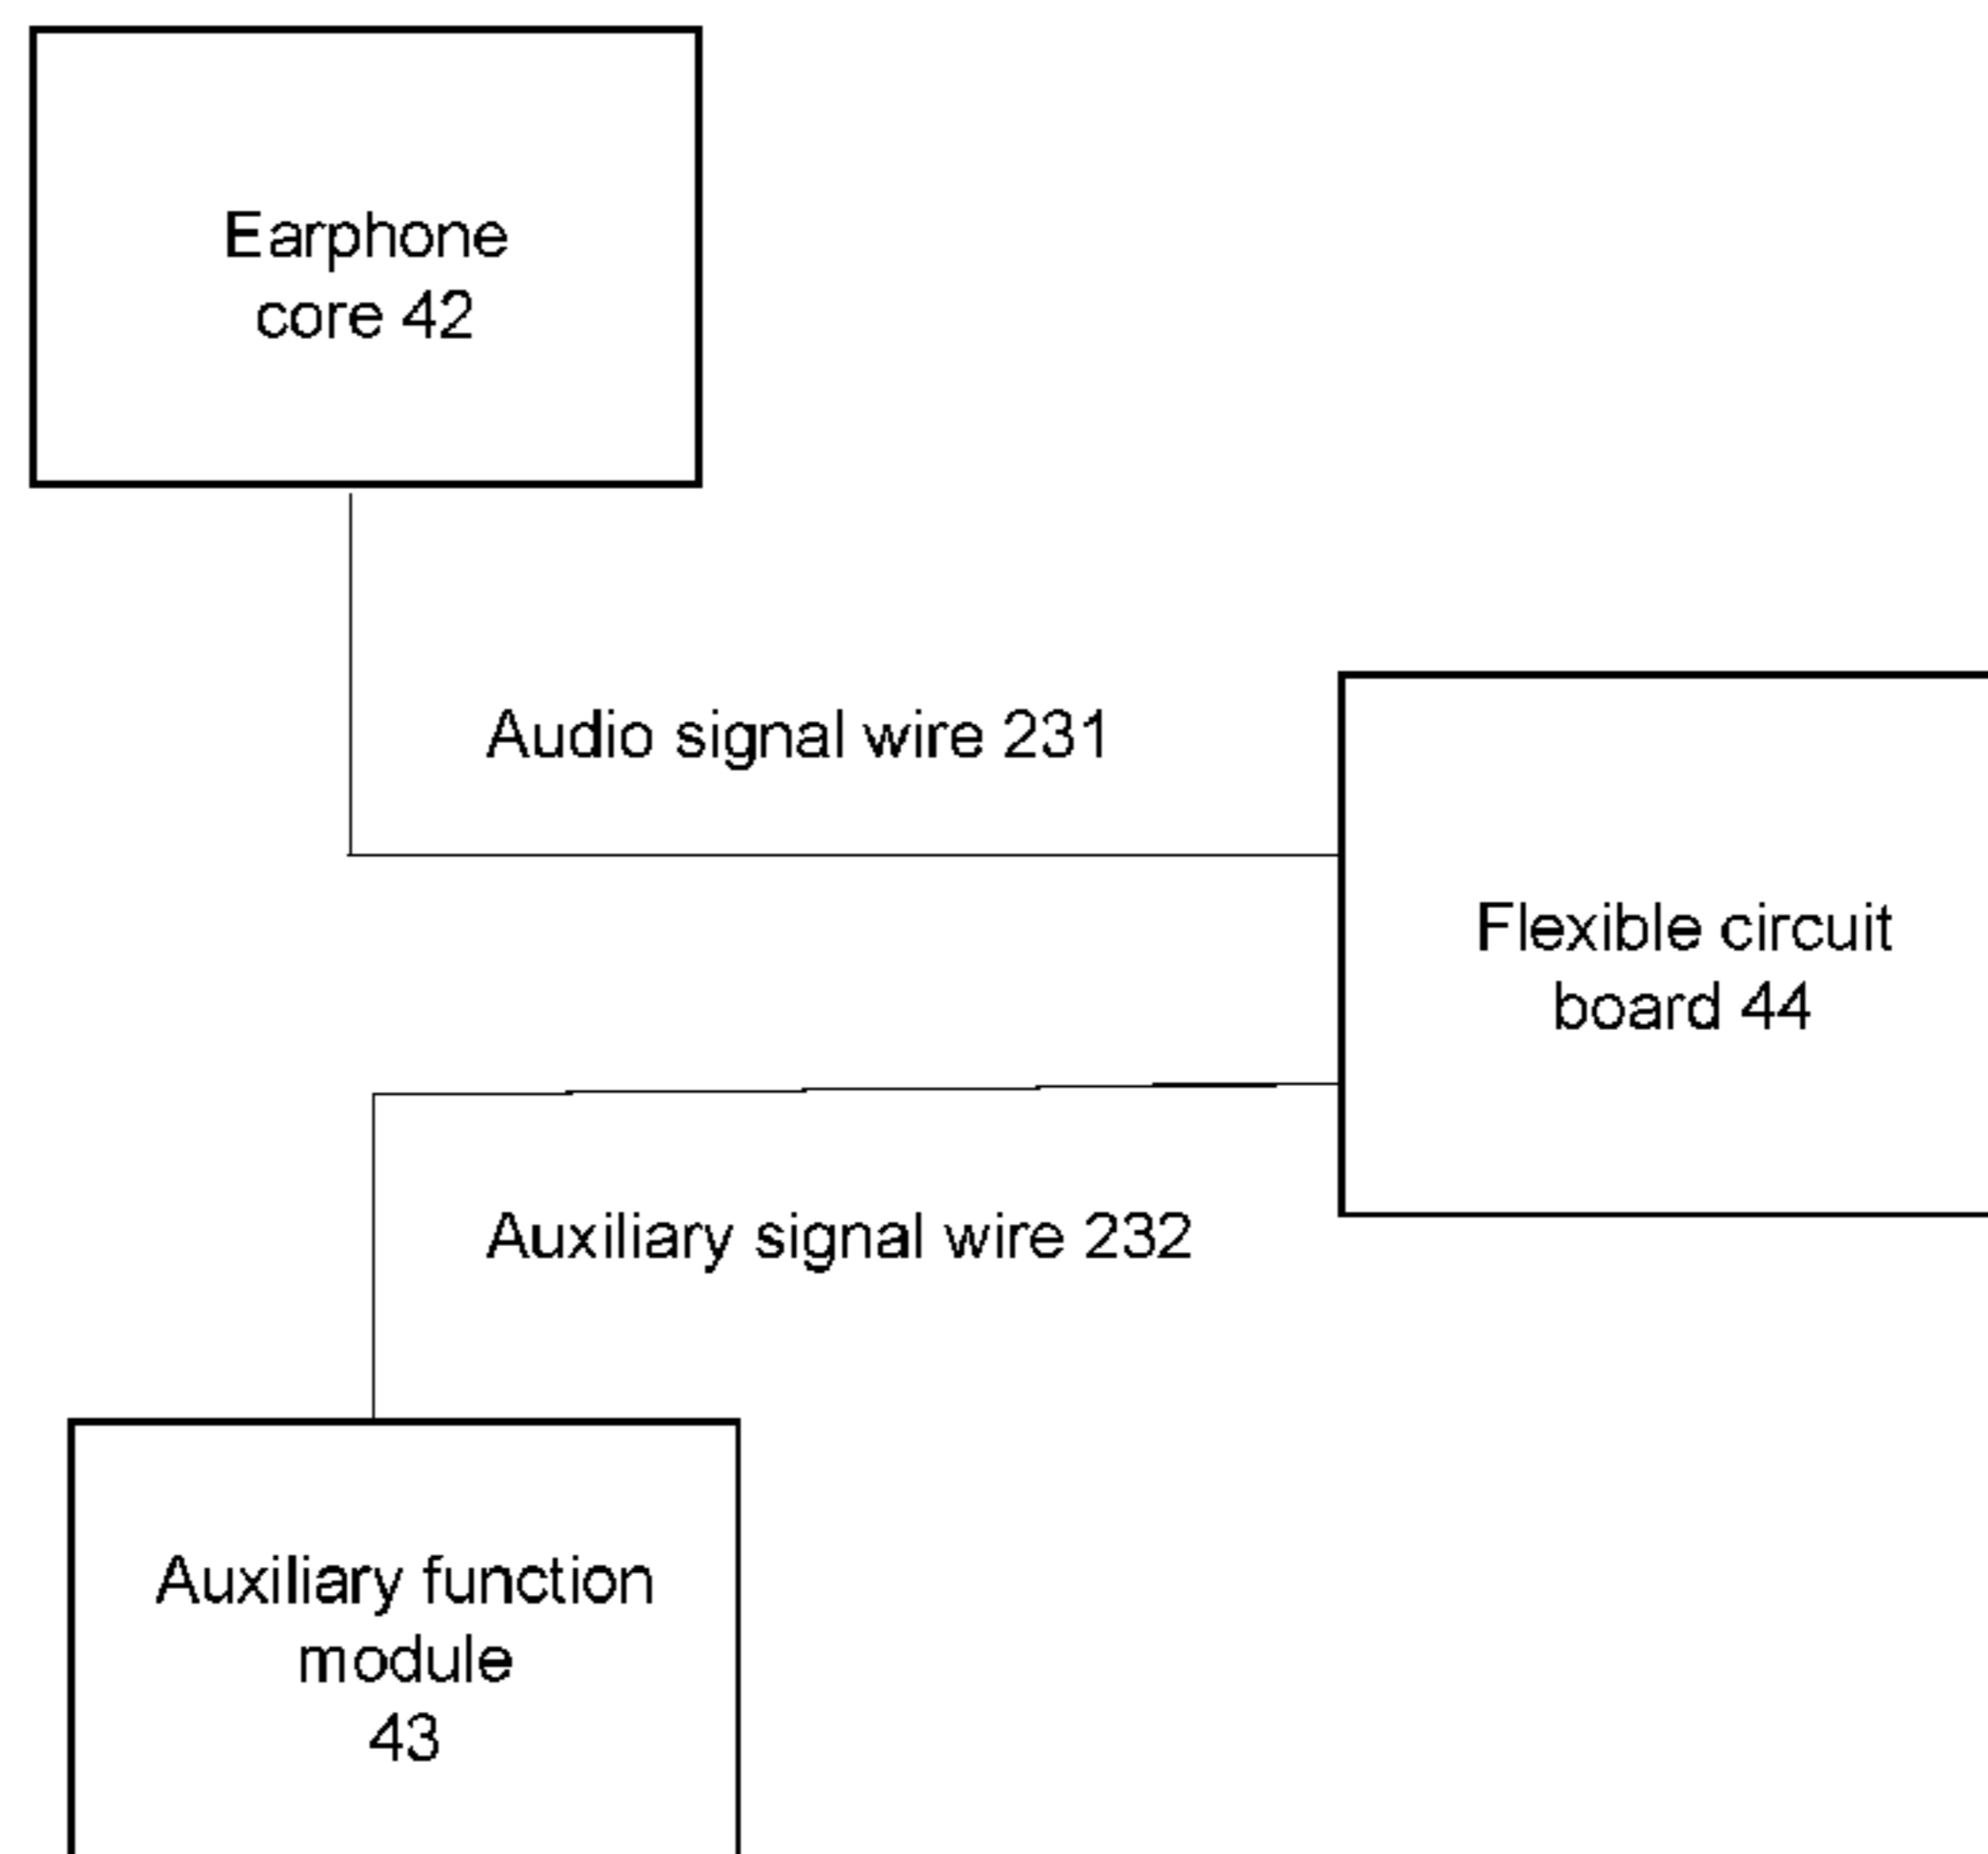 Earphone
core 42
Audio signal wire 231
Flexible circuit
board 44
Auxiliary signal wire 232
Auxiliary function
module
43